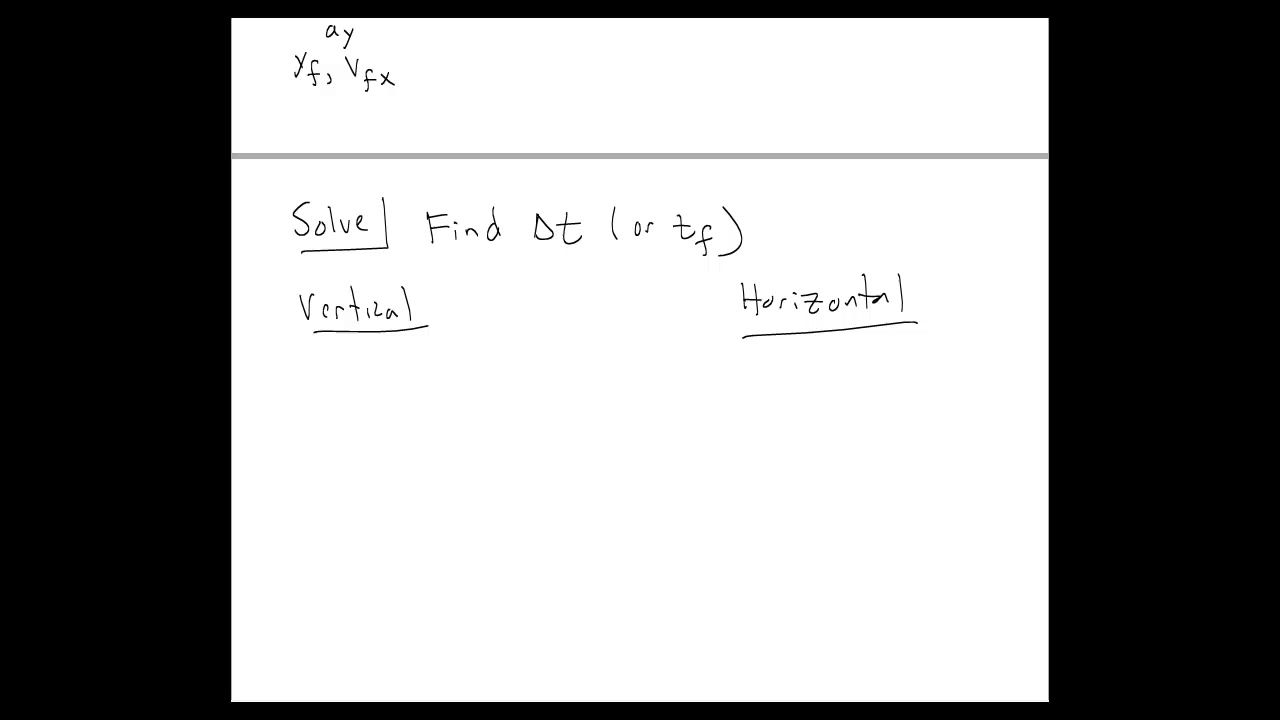 ay
yf, Vfx
Solve Find Δt (or tf)
Vertical
Horizontal